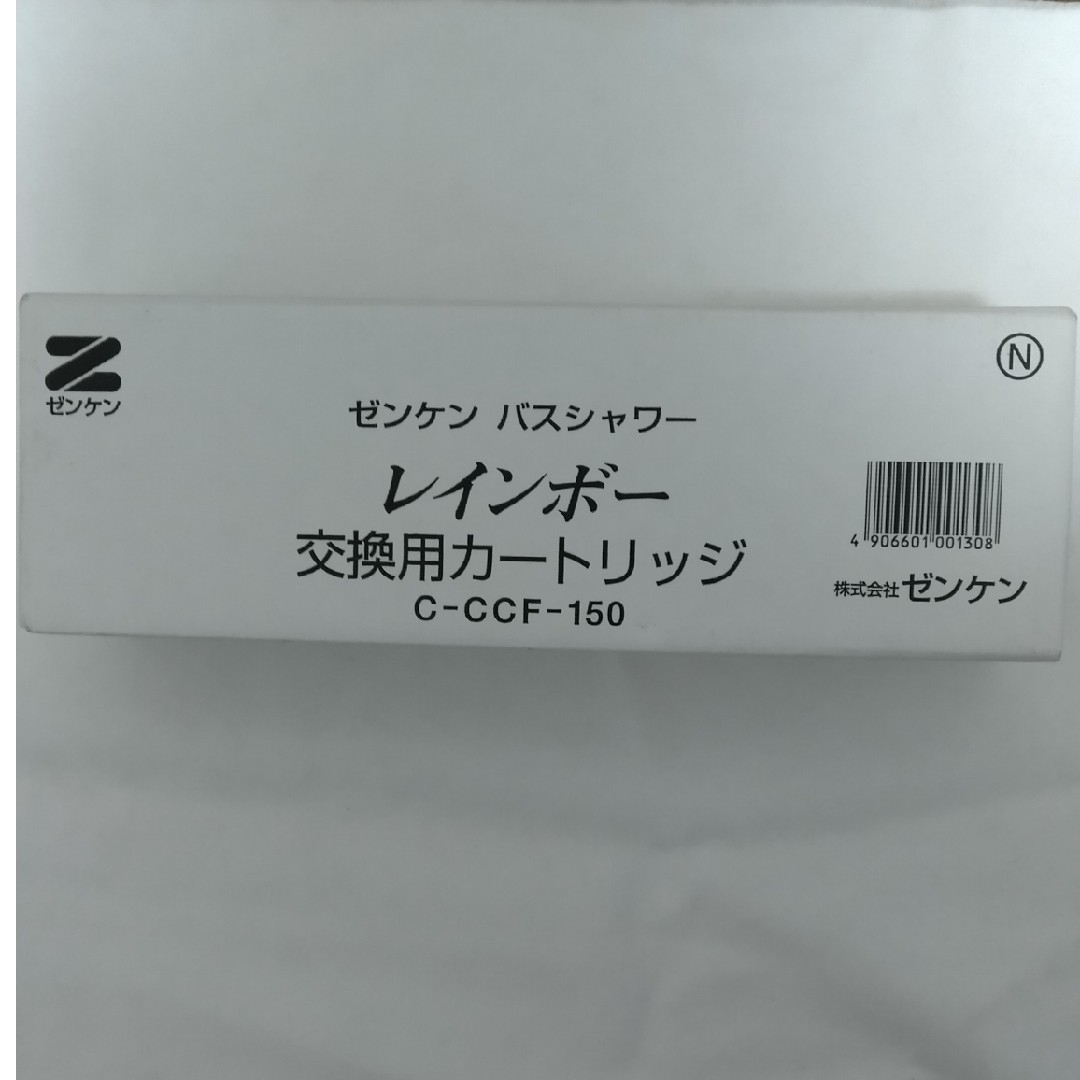 ゼンケン
Ⓝ
ゼンケン バスシャワー
レインボー
交換用カートリッジ
C-CCF-150
4 906601 001308
株式会社ゼンケン